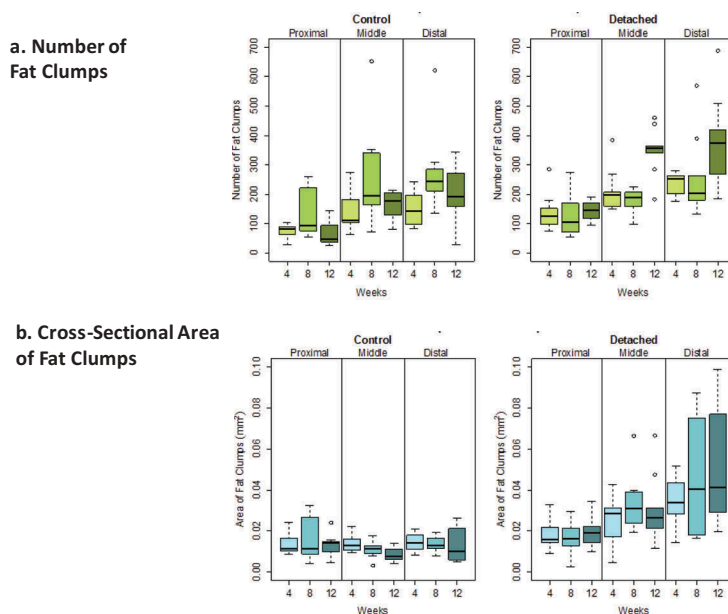 a. Number of
Fat Clumps
Control
Proximal Middle Distal
Number of Fat Clumps
700
600
500
400
300
200
100
0
4 8 12 4 8 12 4 8 12
Weeks
Detached
Proximal Middle Distal
Number of Fat Clumps
700
600
500
400
300
200
100
0
4 8 12 4 8 12 4 8 12
Weeks
b. Cross-Sectional Area
of Fat Clumps
Control
Proximal Middle Distal
Area of Fat Clumps (mm²)
0.10
0.08
0.06
0.04
0.02
0.00
4 8 12 4 8 12 4 8 12
Weeks
Detached
Proximal Middle Distal
Area of Fat Clumps (mm²)
0.10
0.08
0.06
0.04
0.02
0.00
4 8 12 4 8 12 4 8 12
Weeks